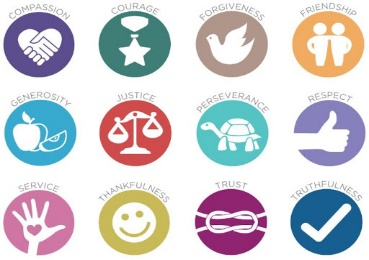 COMPASSION
COURAGE
FORGIVENESS
FRIENDSHIP
GENEROSITY
JUSTICE
PERSEVERANCE
RESPECT
SERVICE
THANKFULNESS
TRUST
TRUTHFULNESS